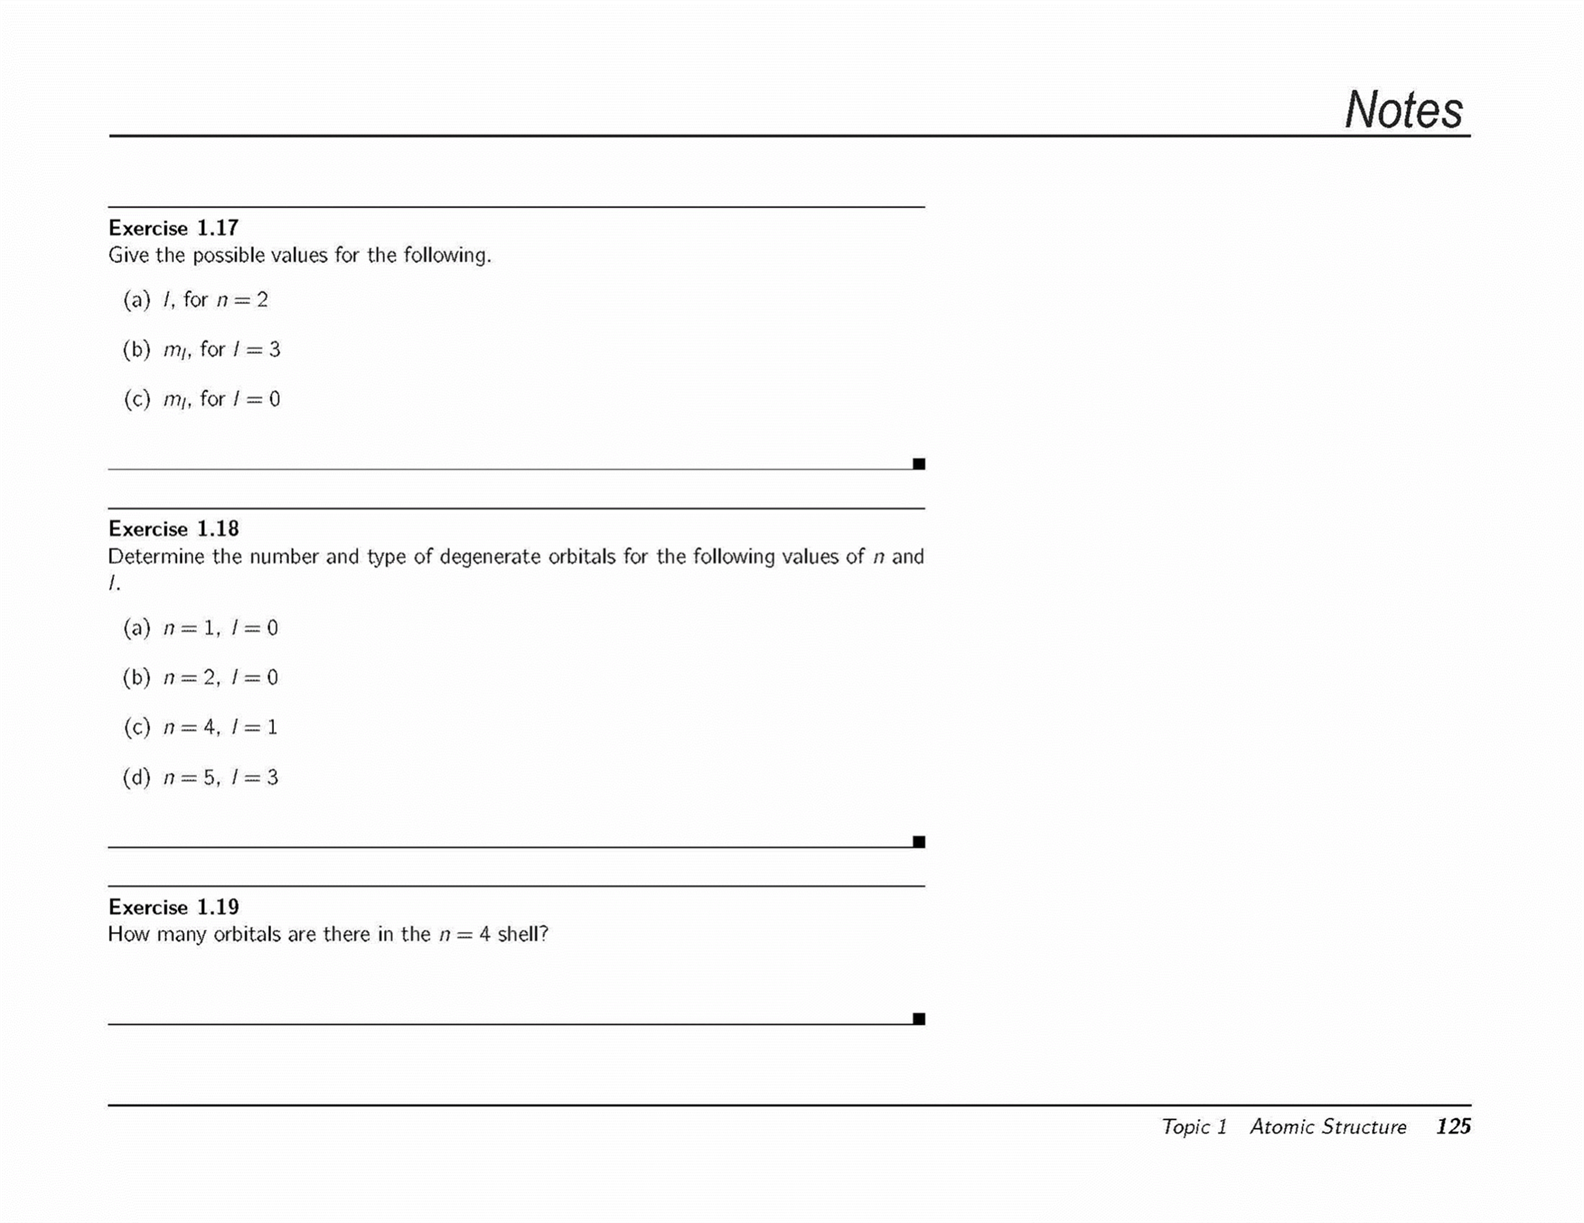 Notes
Exercise 1.17
Give the possible values for the following.
(a) l, for n = 2
(b) mₗ, for l = 3
(c) mₗ, for l = 0
Exercise 1.18
Determine the number and type of degenerate orbitals for the following values of n and
l.
(a) n = 1, l = 0
(b) n = 2, l = 0
(c) n = 4, l = 1
(d) n = 5, l = 3
Exercise 1.19
How many orbitals are there in the n = 4 shell?
Topic 1 Atomic Structure 125